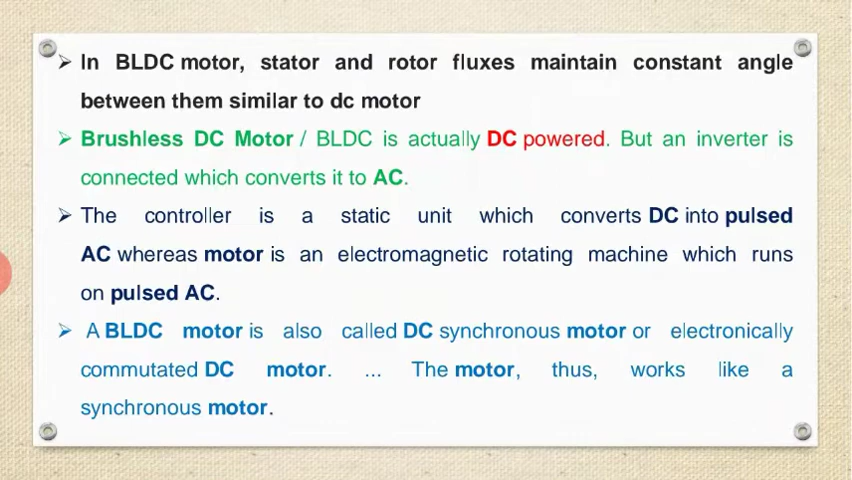 ➢ In BLDC motor, stator and rotor fluxes maintain constant angle
between them similar to dc motor
➢ Brushless DC Motor / BLDC is actually DC powered. But an inverter is
connected which converts it to AC.
➢ The controller is a static unit which converts DC into pulsed
AC whereas motor is an electromagnetic rotating machine which runs
on pulsed AC.
➢ A BLDC motor is also called DC synchronous motor or electronically
commutated DC motor. ... The motor, thus, works like a
synchronous motor.